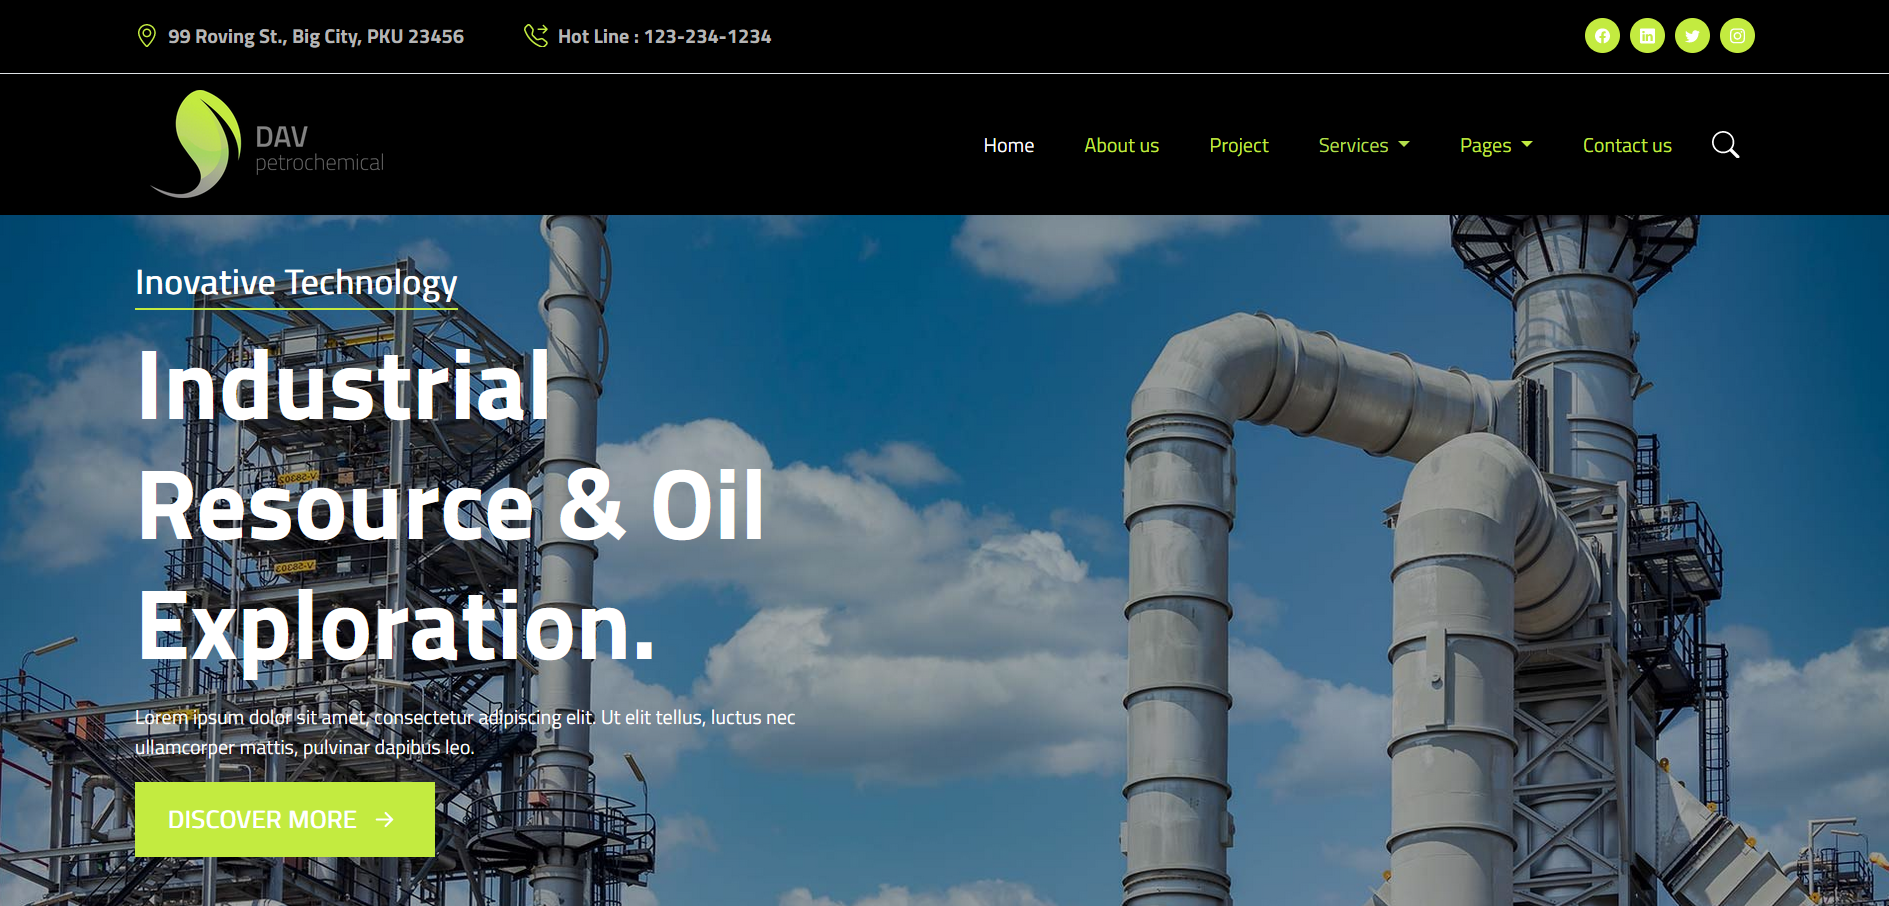 99 Roving St., Big City, PKU 23456
Hot Line : 123-234-1234
DAV
petrochemical
Home
About us
Project
Services
Pages
Contact us
Inovative Technology
Industrial
Resource & Oil
Exploration.
Lorem ipsum dolor sit amet, consectetur adipiscing elit. Ut elit tellus, luctus nec
ullamcorper mattis, pulvinar dapibus leo.
DISCOVER MORE